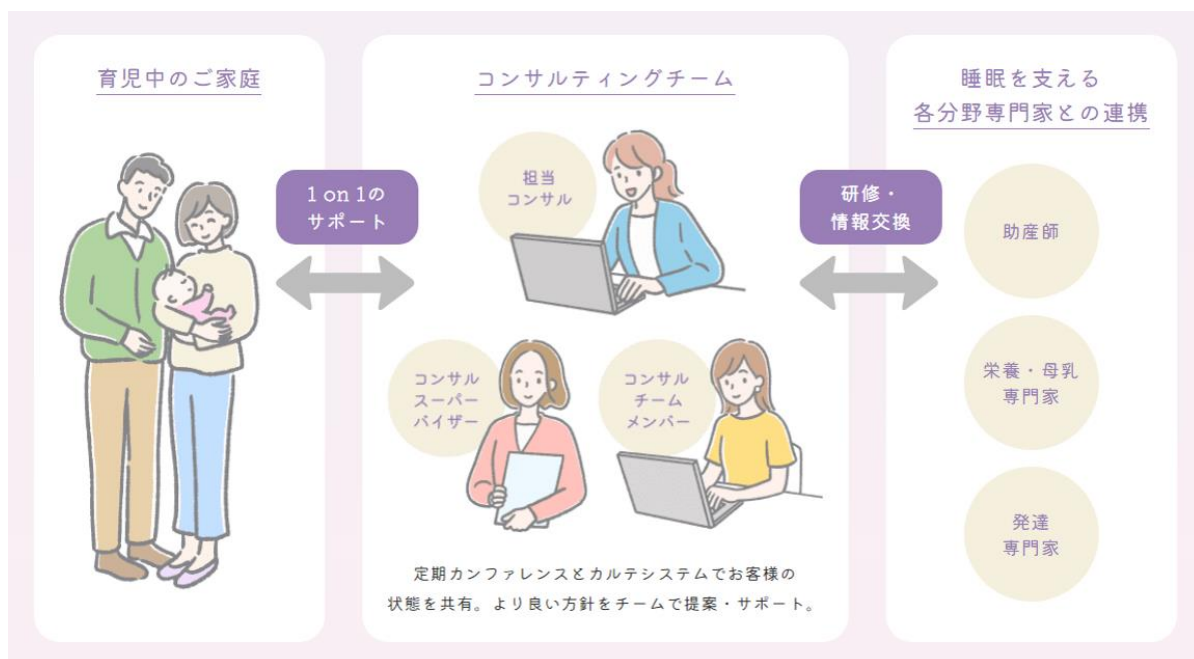 育児中のご家庭
1 on 1の
サポート
コンサルティングチーム
担当
コンサル
コンサル
スーパー
バイザー
コンサル
チーム
メンバー
定期カンファレンスとカルテシステムでお客様の
状態を共有。より良い方針をチームで提案・サポート。
研修・
情報交換
睡眠を支える
各分野専門家との連携
助産師
栄養・母乳
専門家
発達
専門家